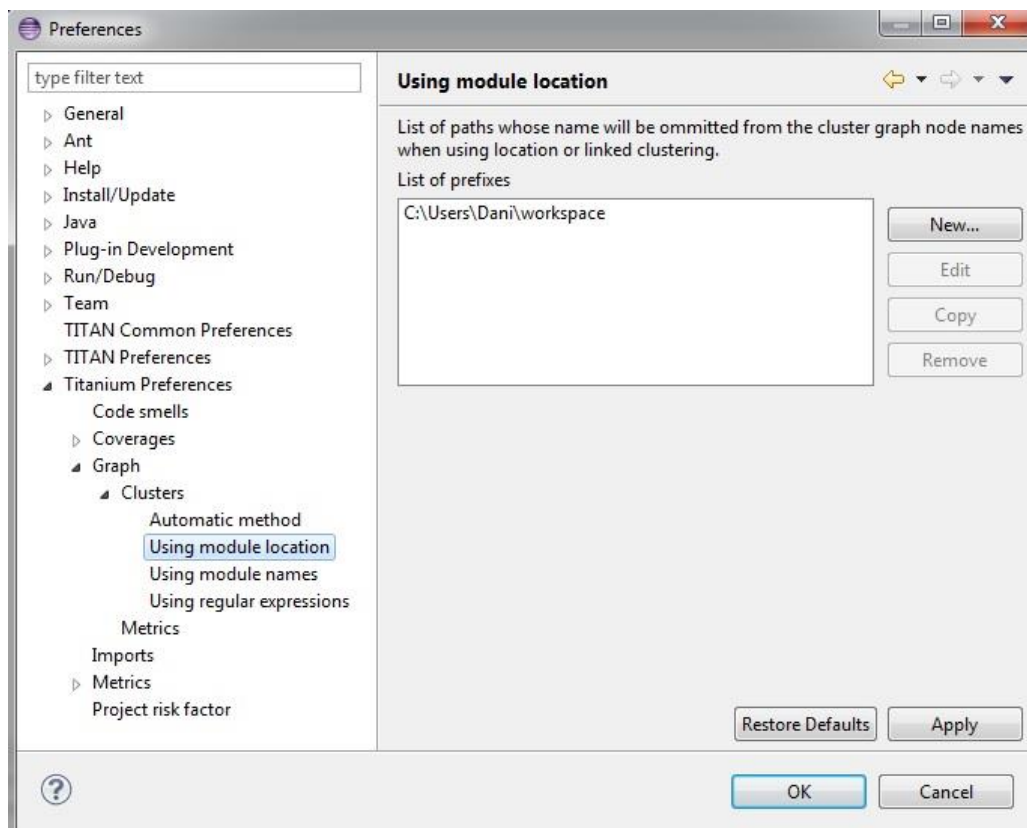 Preferences
type filter text
General
Ant
Help
Install/Update
Java
Plug-in Development
Run/Debug
Team
TITAN Common Preferences
TITAN Preferences
Titanium Preferences
Code smells
Coverages
Graph
Clusters
Automatic method
Using module location
Using module names
Using regular expressions
Metrics
Imports
Metrics
Project risk factor
Using module location
List of paths whose name will be ommitted from the cluster graph node names
when using location or linked clustering.
List of prefixes
C:\Users\Dani\workspace
New...
Edit
Copy
Remove
Restore Defaults
Apply
?
OK
Cancel